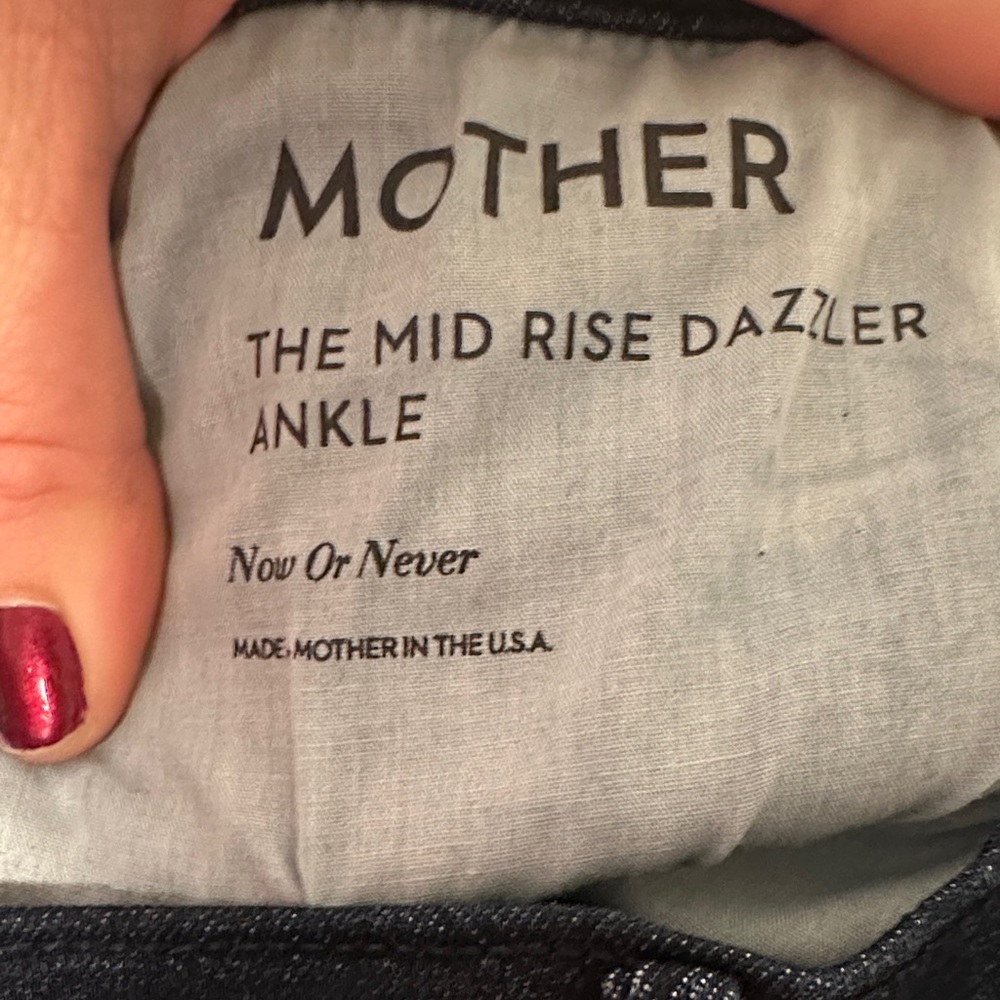 MOTHER
THE MID RISE DAZZLER
ANKLE
Now Or Never
MADE MOTHER IN THE U.S.A.